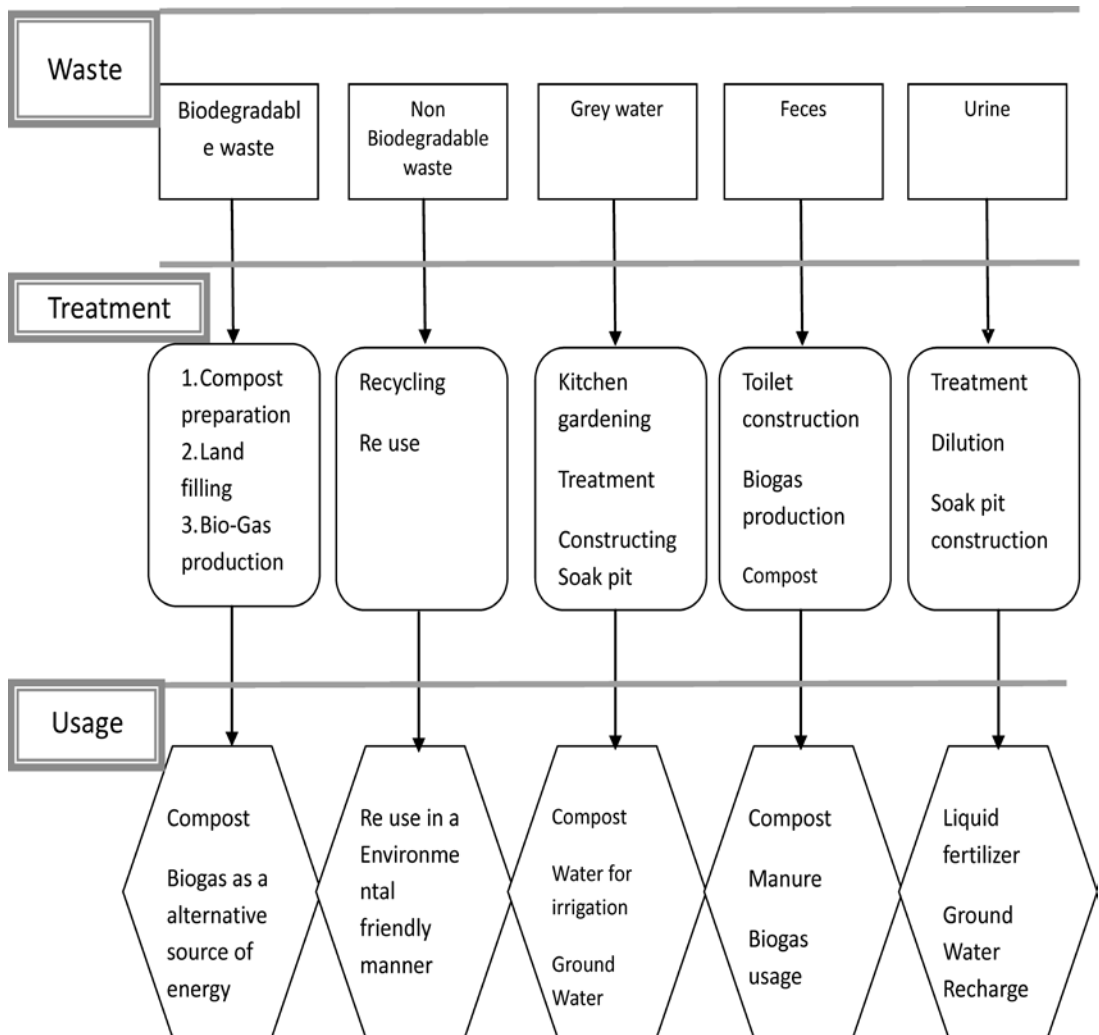 Waste
Biodegradabl
e waste
Non
Biodegradable
waste
Grey water
Feces
Urine
Treatment
1.Compost
preparation
2.Land
filling
3.Bio-Gas
production
Recycling
Re use
Kitchen
gardening
Treatment
Constructing
Soak pit
Toilet
construction
Biogas
production
Compost
Treatment
Dilution
Soak pit
construction
Usage
Compost
Biogas as a
alternative
source of
energy
Re use in a
Environme
ntal
friendly
manner
Compost
Water for
irrigation
Ground
Water
Compost
Manure
Biogas
usage
Liquid
fertilizer
Ground
Water
Recharge